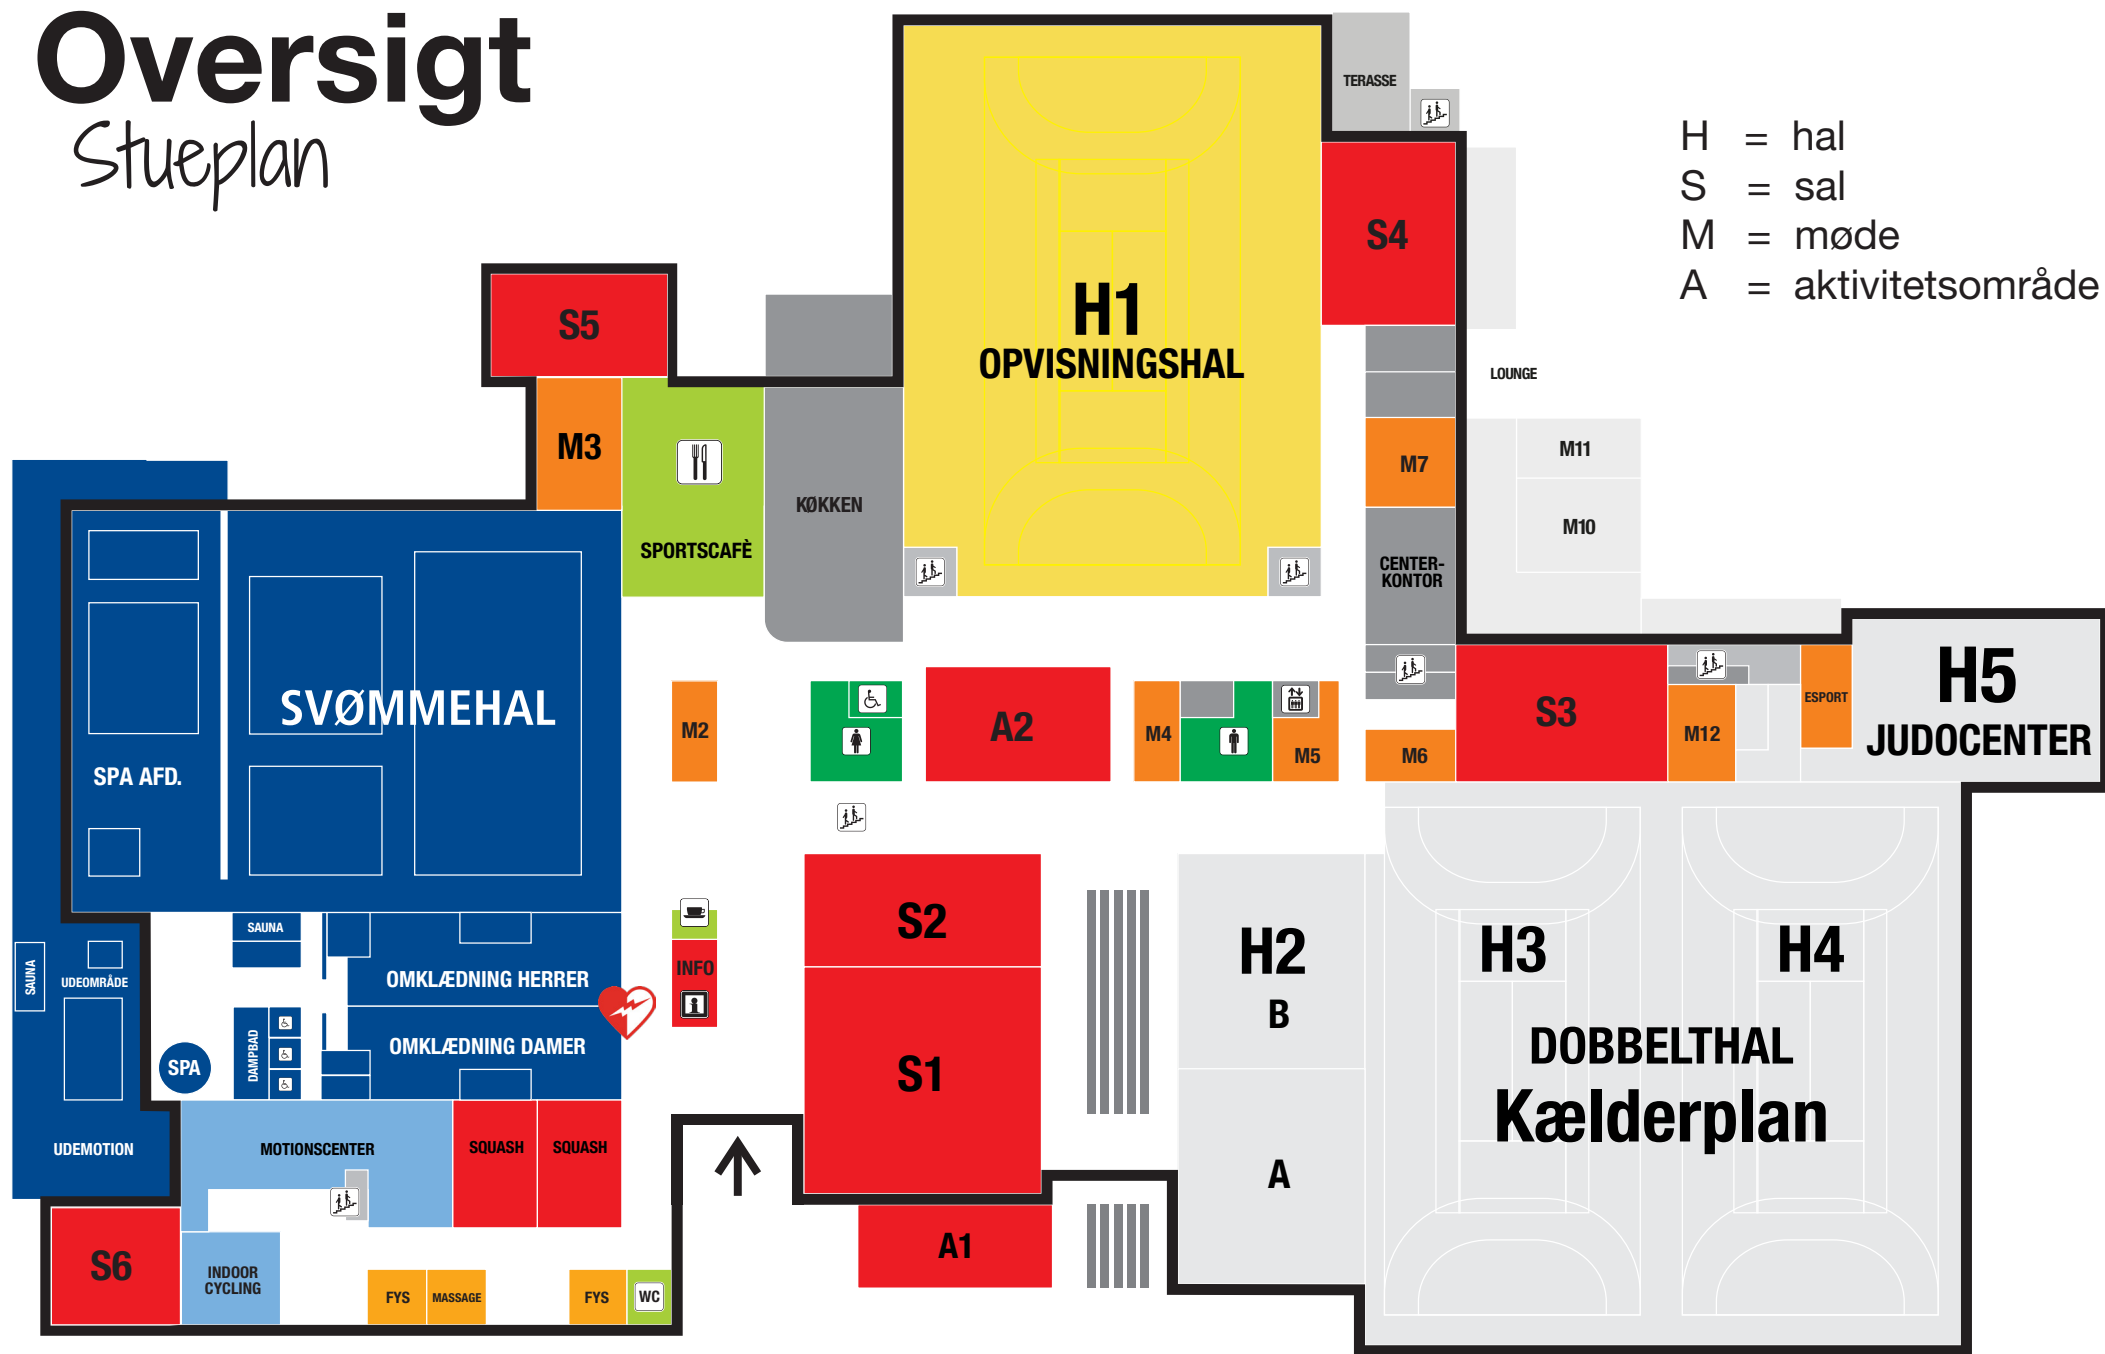 Oversigt
Stueplan
H = hal
S = sal
M = møde
A = aktivitetsområde
TERASSE
S4
H1
OPVISNINGSHAL
S5
LOUNGE
M3
M7
M11
KØKKEN
M10
SPORTSCAFÈ
CENTER-
KONTOR
SVØMMEHAL
SPA AFD.
M2
A2
M4
M5
M6
S3
M12
ESPORT
H5
JUDOCENTER
S2
SAUNA
SAUNA
UDEOMRÅDE
OMKLÆDNING HERRER
INFO
H2
B
H3
H4
DAMPBAD
SPA
OMKLÆDNING DAMER
S1
DOBBELTHAL
Kælderplan
UDEMOTION
MOTIONSCENTER
SQUASH
SQUASH
A
A1
S6
INDOOR
CYCLING
FYS
MASSAGE
FYS
WC